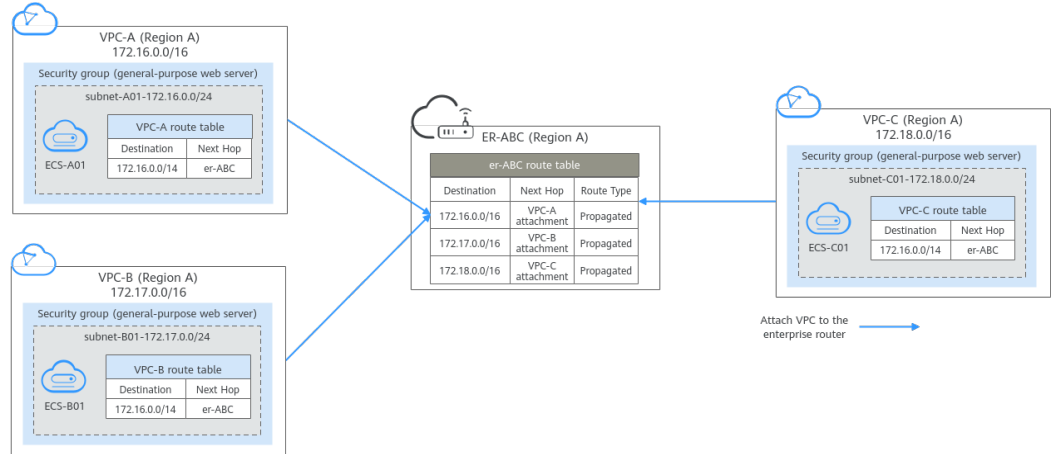 VPC-A (Region A)
172.16.0.0/16
Security group (general-purpose web server)
subnet-A01-172.16.0.0/24
ECS-A01
VPC-A route table
Destination Next Hop
172.16.0.0/14 er-ABC
VPC-B (Region A)
172.17.0.0/16
Security group (general-purpose web server)
subnet-B01-172.17.0.0/24
ECS-B01
VPC-B route table
Destination Next Hop
172.16.0.0/14 er-ABC
ER-ABC (Region A)
er-ABC route table
Destination Next Hop Route Type
172.16.0.0/16 VPC-A attachment Propagated
172.17.0.0/16 VPC-B attachment Propagated
172.18.0.0/16 VPC-C attachment Propagated
VPC-C (Region A)
172.18.0.0/16
Security group (general-purpose web server)
subnet-C01-172.18.0.0/24
ECS-C01
VPC-C route table
Destination Next Hop
172.16.0.0/14 er-ABC
Attach VPC to the
enterprise router